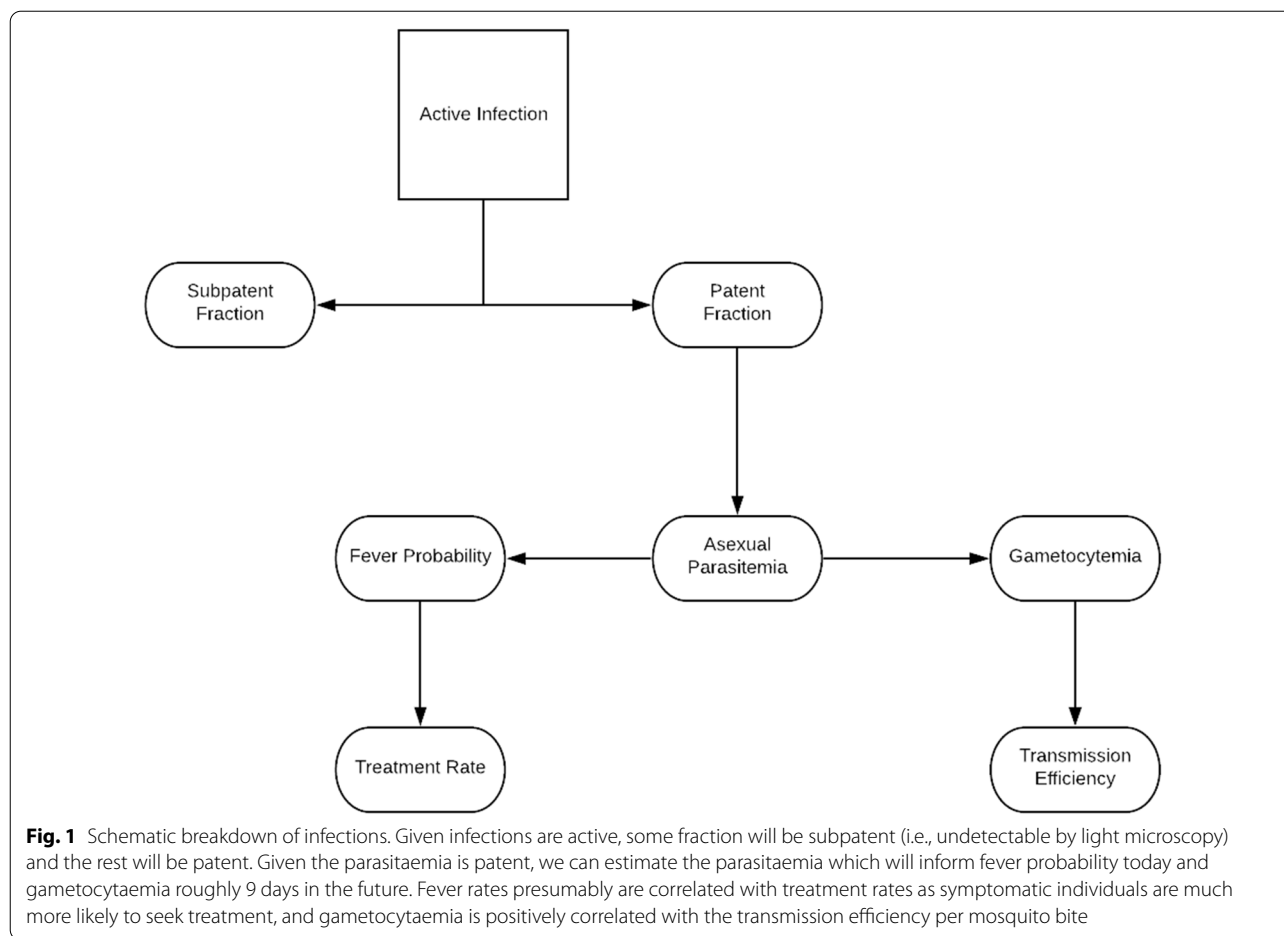 Active Infection
Subpatent
Fraction
Patent
Fraction
Fever Probability
Asexual
Parasitemia
Gametocytemia
Treatment Rate
Transmission
Efficiency
Fig. 1 Schematic breakdown of infections. Given infections are active, some fraction will be subpatent (i.e., undetectable by light microscopy)
and the rest will be patent. Given the parasitaemia is patent, we can estimate the parasitaemia which will inform fever probability today and
gametocytaemia roughly 9 days in the future. Fever rates presumably are correlated with treatment rates as symptomatic individuals are much
more likely to seek treatment, and gametocytaemia is positively correlated with the transmission efficiency per mosquito bite